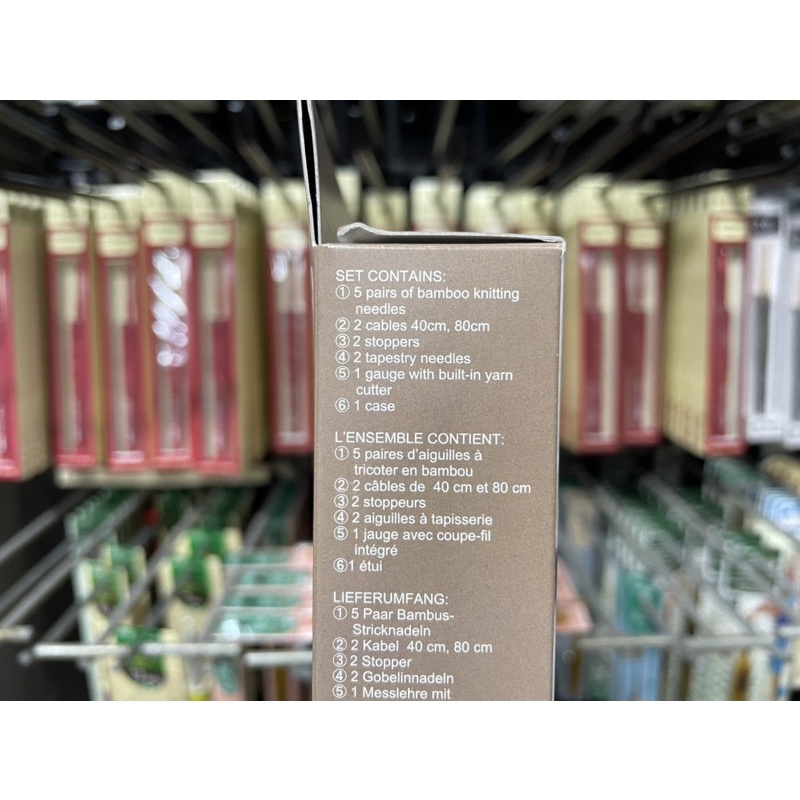 SET CONTAINS:
① 5 pairs of bamboo knitting
needles
② 2 cables 40cm, 80cm
③ 2 stoppers
④ 2 tapestry needles
⑤ 1 gauge with built-in yarn
cutter
⑥ 1 case
L'ENSEMBLE CONTIENT:
① 5 paires d'aiguilles à
tricoter en bambou
② 2 câbles de 40 cm et 80 cm
③ 2 stoppeurs
④ 2 aiguilles à tapisserie
⑤ 1 jauge avec coupe-fil
intégré
⑥1 étui
LIEFERUMFANG:
① 5 Paar Bambus-
Stricknadeln
② 2 Kabel 40 cm, 80 cm
③ 2 Stopper
④ 2 Gobelinnadeln
⑤ 1 Messlehre mit